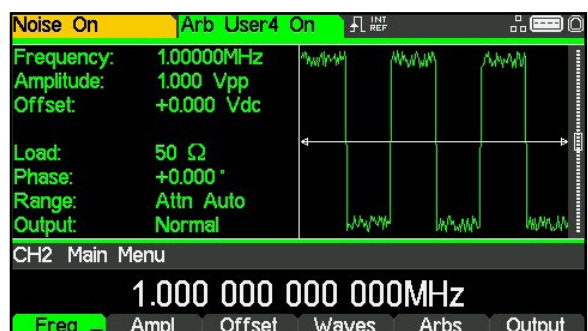 Noise On Arb User4 On INT REF
Frequency: 1.00000MHz
Amplitude: 1.000 Vpp
Offset: +0.000 Vdc
Load: 50 Ω
Phase: +0.000 °
Range: Attn Auto
Output: Normal
CH2 Main Menu
1.000 000 000 000MHz
Freq _ Ampl Offset Waves Arbs Output